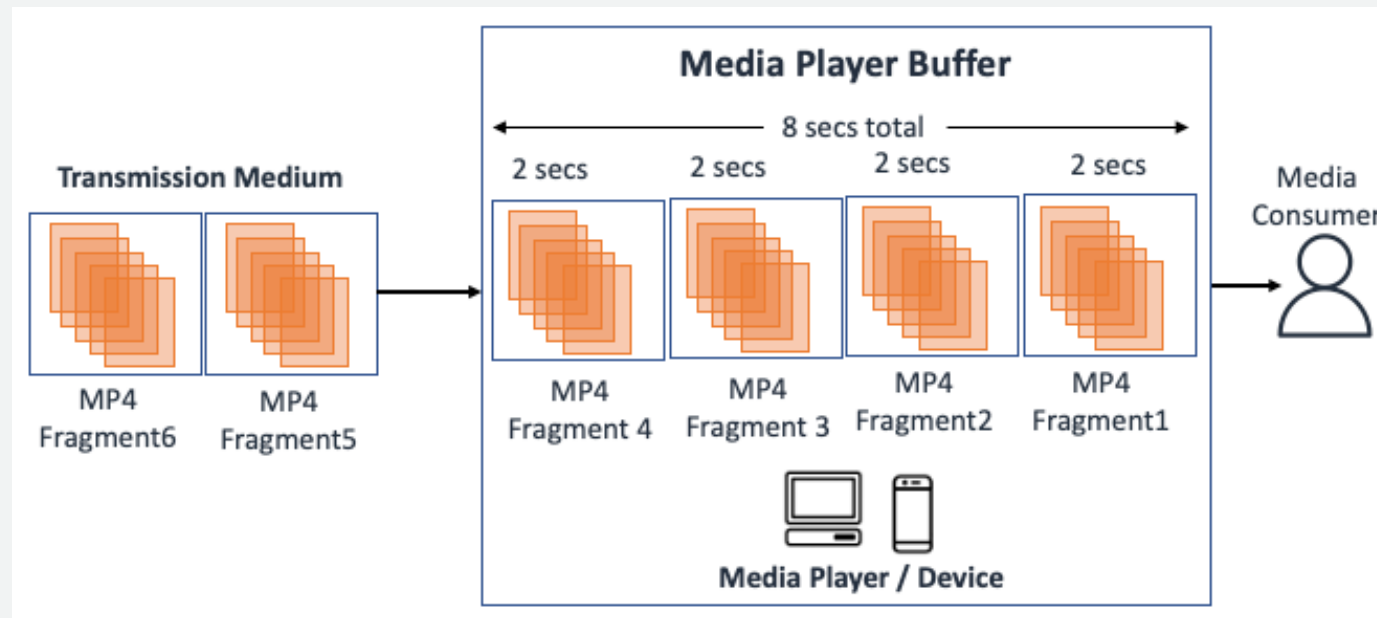 Media Player Buffer
8 secs total
2 secs
2 secs
2 secs
2 secs
Transmission Medium
Media
Consumer
MP4
Fragment6
MP4
Fragment5
MP4
Fragment 4
MP4
Fragment 3
MP4
Fragment2
MP4
Fragment1
Media Player / Device